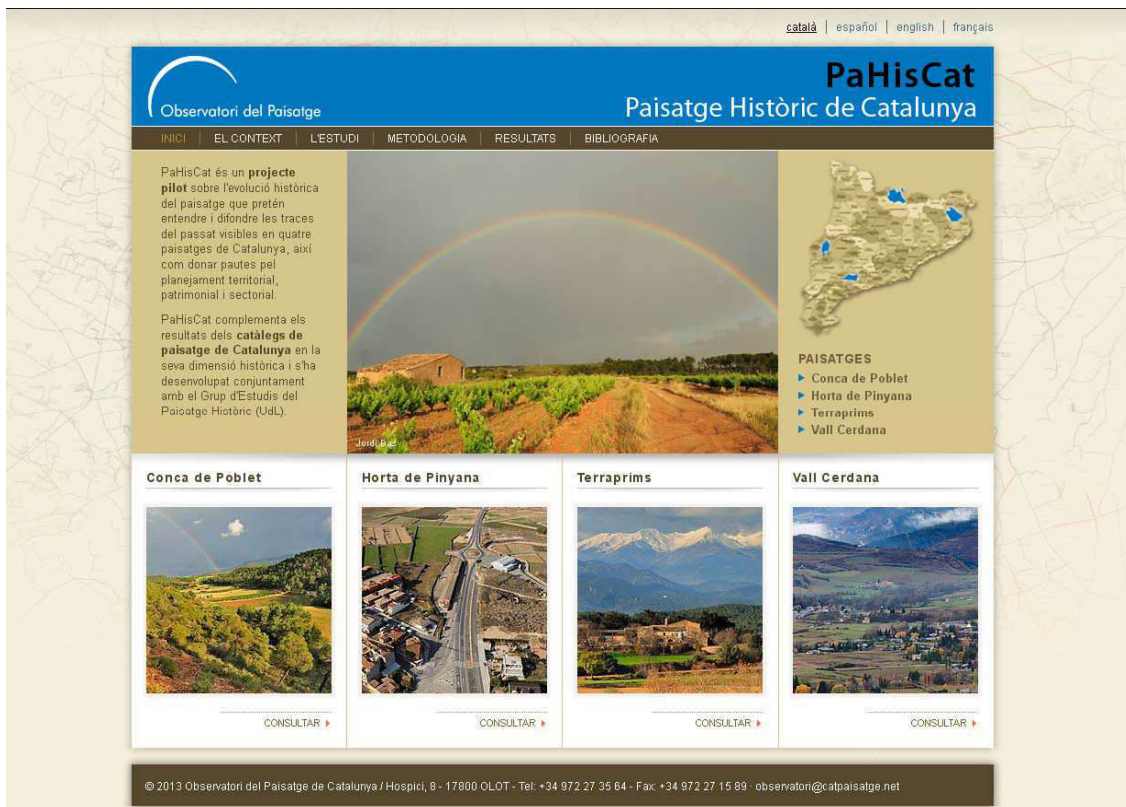 català | español | english | français
Observatori del Paisatge
PaHisCat
Paisatge Històric de Catalunya
INICI | EL CONTEXT | L'ESTUDI | METODOLOGIA | RESULTATS | BIBLIOGRAFIA
PaHisCat és un projecte
pilot sobre l'evolució històrica
del paisatge que pretén
entendre i difondre les traces
del passat visibles en quatre
paisatges de Catalunya, així
com donar pautes pel
planejament territorial,
patrimonial i sectorial.
PaHisCat complementa els
resultats dels catàlegs de
paisatge de Catalunya en la
seva dimensió històrica i s'ha
desenvolupat conjuntament
amb el Grup d'Estudis del
Paisatge Històric (UdL).
Jordi Bas
PAISATGES
Conca de Poblet
Horta de Pinyana
Terraprims
Vall Cerdana
Conca de Poblet
Horta de Pinyana
Terraprims
Vall Cerdana
CONSULTAR
CONSULTAR
CONSULTAR
CONSULTAR
© 2013 Observatori del Paisatge de Catalunya / Hospici, 8 - 17800 OLOT - Tel: +34 972 27 35 64 - Fax: +34 972 27 15 89 · observatori@catpaisatge.net